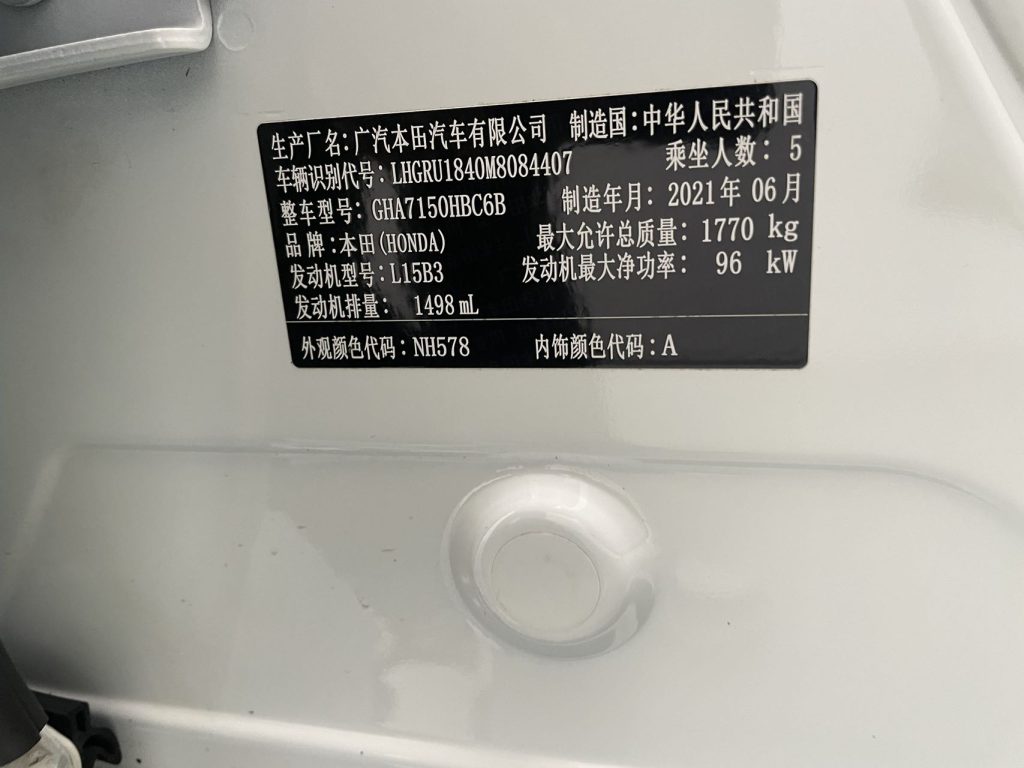 生产厂名:广汽本田汽车有限公司 制造国:中华人民共和国
车辆识别代号:LHGRU1840M8084407 乘坐人数: 5
整车型号: GHA7150HBC6B 制造年月: 2021年 06月
品 牌:本田(HONDA) 最大允许总质量: 1770 kg
发动机型号:L15B3 发动机最大净功率: 96 kW
发动机排量: 1498 mL
外观颜色代码:NH578 内饰颜色代码:A